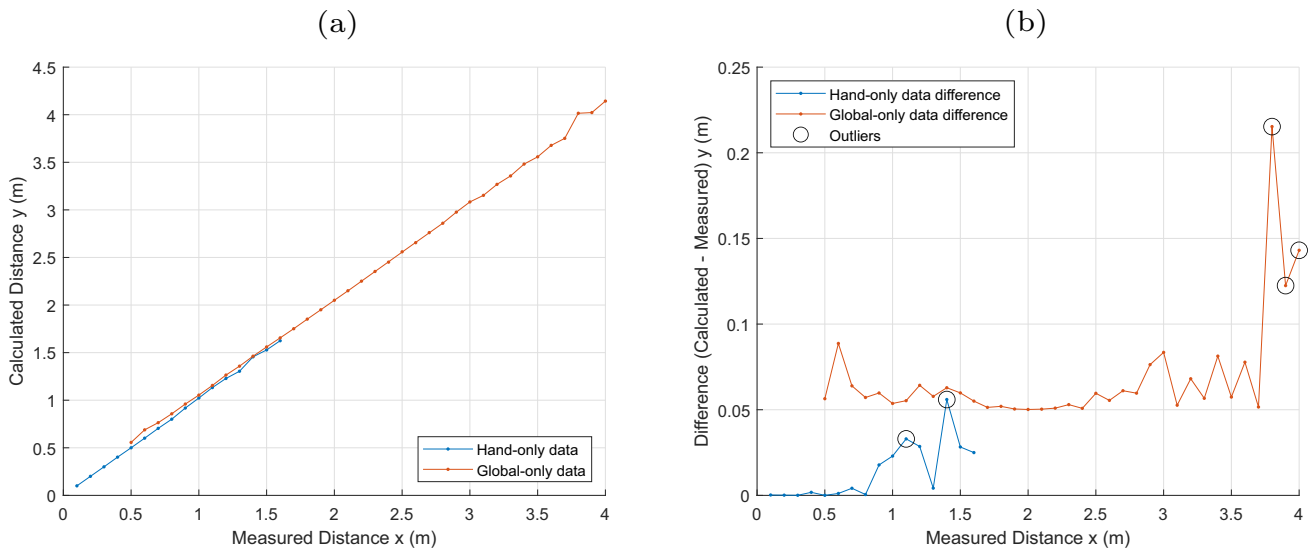 (a)
4.5
4
3.5
3
2.5
2
1.5
1
0.5
0
Calculated Distance y (m)
0 0.5 1 1.5 2 2.5 3 3.5 4
Measured Distance x (m)
Hand-only data
Global-only data
(b)
0.25
0.2
0.15
0.1
0.05
0
Difference (Calculated - Measured) y (m)
0 0.5 1 1.5 2 2.5 3 3.5 4
Measured Distance x (m)
Hand-only data difference
Global-only data difference
Outliers